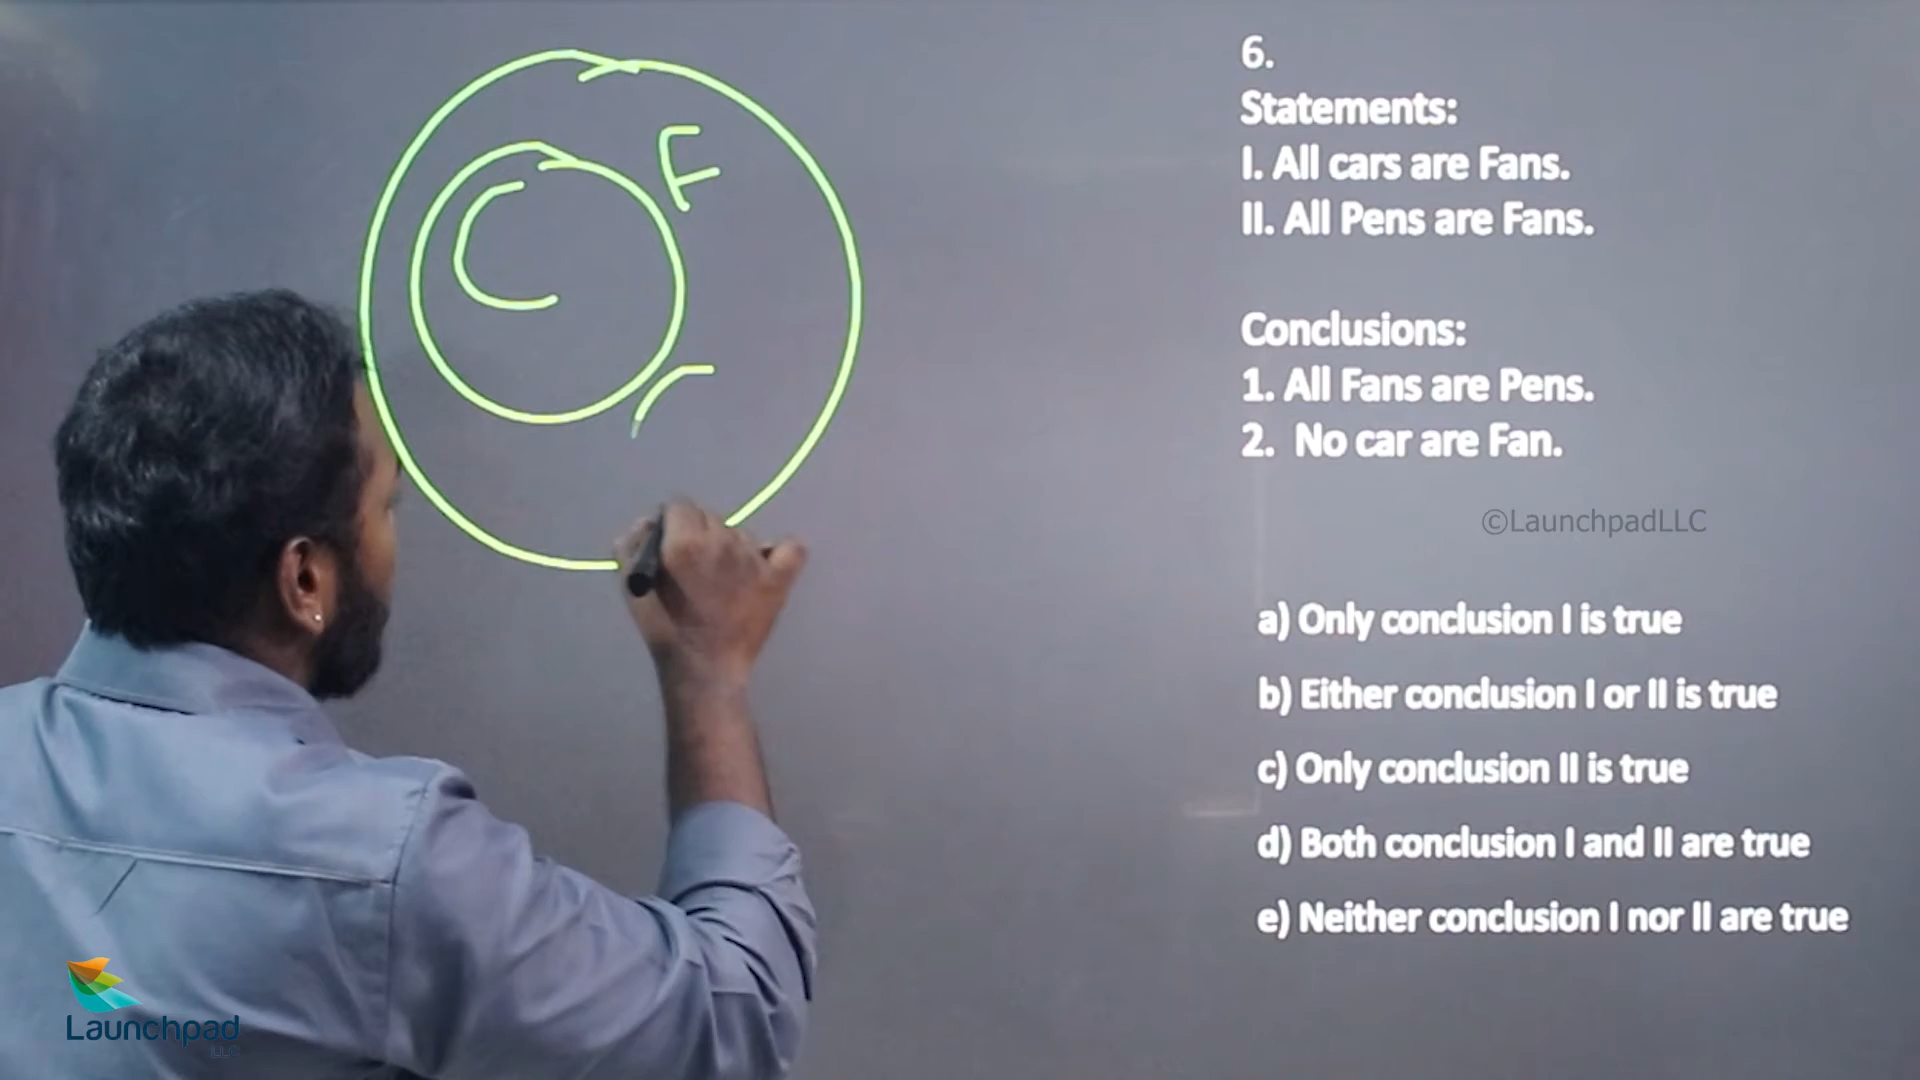 6.
Statements:
I. All cars are Fans.
II. All Pens are Fans.
Conclusions:
1. All Fans are Pens.
2. No car are Fan.
©LaunchpadLLC
a) Only conclusion I is true
b) Either conclusion I or II is true
c) Only conclusion II is true
d) Both conclusion I and II are true
e) Neither conclusion I nor II are true
F
C
Launchpad
LLC